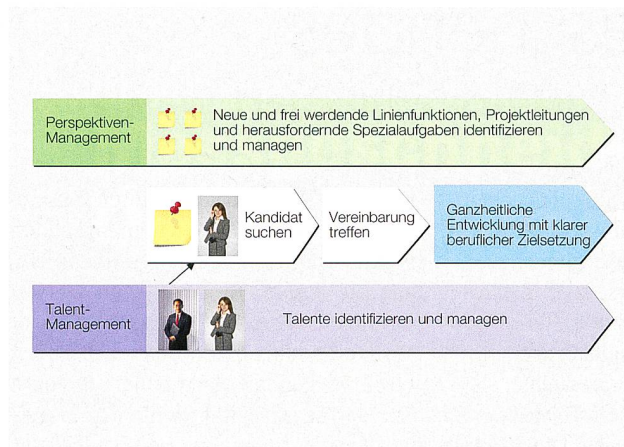 Perspektiven-
Management
Neue und frei werdende Linienfunktionen, Projektleitungen
und herausfordernde Spezialaufgaben identifizieren
und managen
Kandidat
suchen
Vereinbarung
treffen
Ganzheitliche
Entwicklung mit klarer
beruflicher Zielsetzung
Talent-
Management
Talente identifizieren und managen